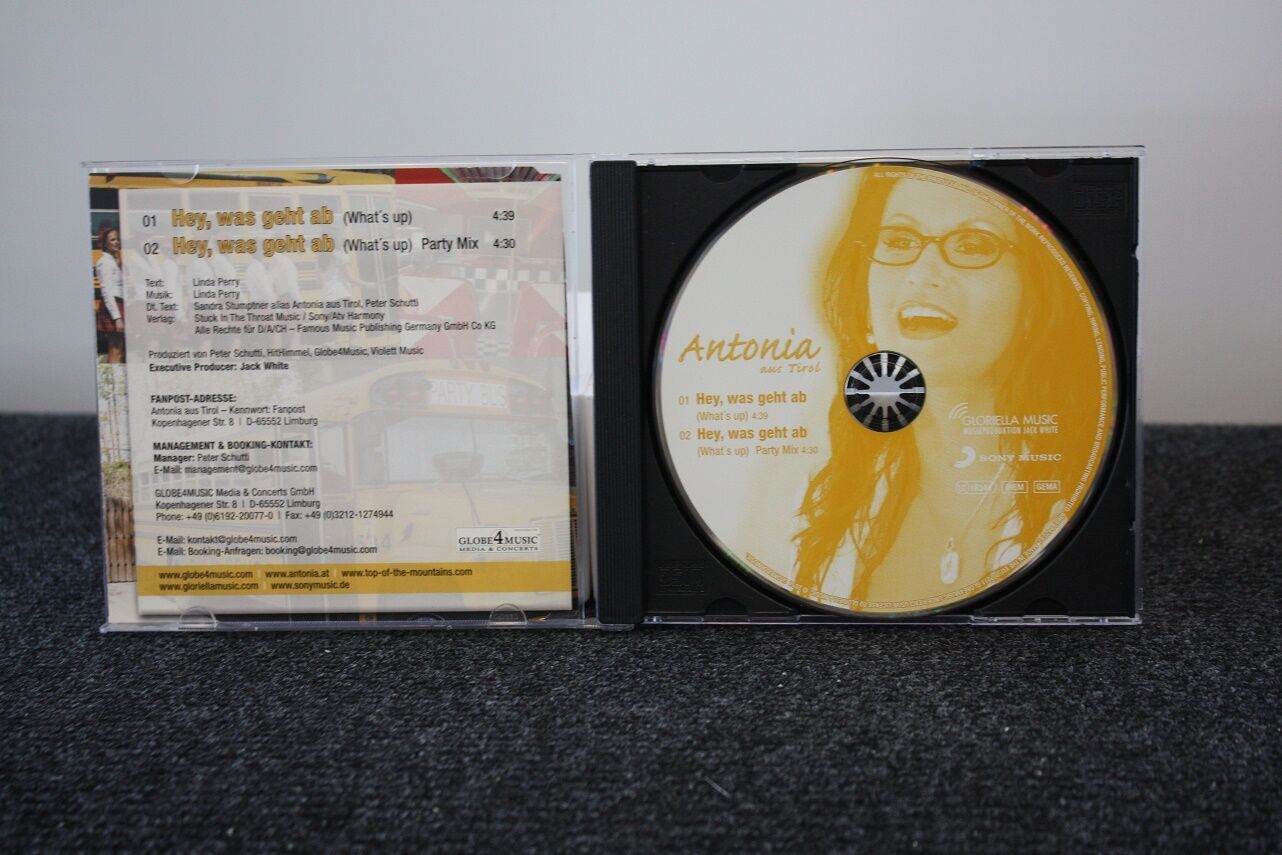 01 Hey, was geht ab (What´s up) 4:39
02 Hey, was geht ab (What´s up) Party Mix 4:30
Text: Linda Perry
Musik: Linda Perry
Dt. Text: Sandra Stumptner alias Antonia aus Tirol, Peter Schutti
Verlag: Stuck In The Throat Music / Sony/Atv Harmony
Alle Rechte für D/A/CH – Famous Music Publishing Germany GmbH Co KG
Produziert von Peter Schutti, HitHimmel, Globe4Music, Violett Music
Executive Producer: Jack White
PARTY BUS
FANPOST-ADRESSE:
Antonia aus Tirol – Kennwort: Fanpost
Kopenhagener Str. 8 | D-65552 Limburg
MANAGEMENT & BOOKING-KONTAKT:
Manager: Peter Schutti
E-Mail: management@globe4music.com
GLOBE4MUSIC Media & Concerts GmbH
Kopenhagener Str. 8 | D-65552 Limburg
Phone: +49 (0)6192-20077-0 | Fax: +49 (0)3212-1274944
E-Mail: kontakt@globe4music.com
E-Mail: Booking-Anfragen: booking@globe4music.com
GLOBE4MUSIC
MEDIA & CONCERTS
www.globe4music.com | www.antonia.at | www.top-of-the-mountains.com
www.gloriellamusic.com | www.sonymusic.de
Antonia
aus Tirol
01 Hey, was geht ab
(What´s up) 4:39
02 Hey, was geht ab
(What´s up) Party Mix 4:30
GLORIELLA MUSIC
MUSIKPRODUKTION JACK WHITE
SONY MUSIC
BIEM
GEMA